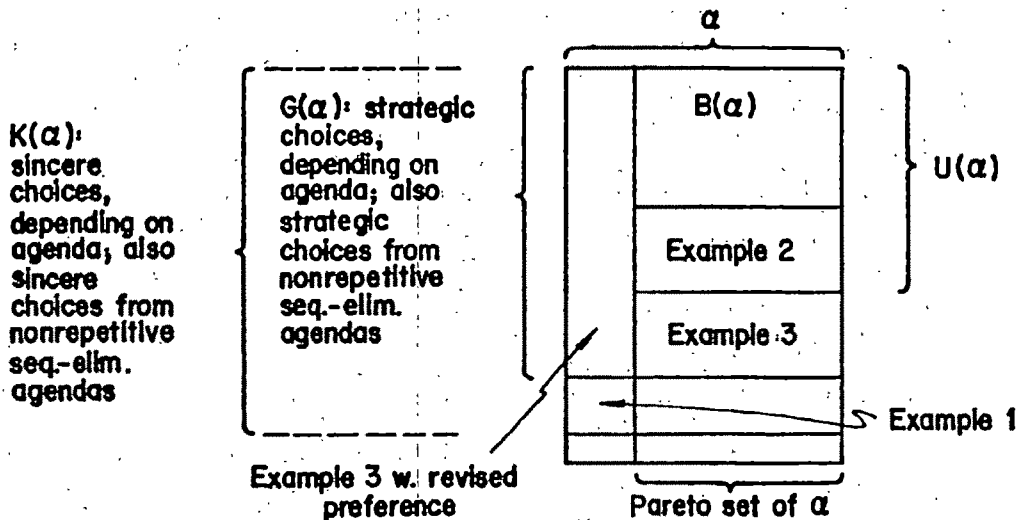 α
K(α):
sincere
choices,
depending on
agenda; also
sincere
choices from
nonrepetitive
seq.-elim.
agendas
G(α): strategic
choices,
depending on
agenda; also
strategic
choices from
nonrepetitive
seq.-elim.
agendas
B(α)
U(α)
Example 2
Example 3
Example 1
Example 3 w. revised
preference
Pareto set of α